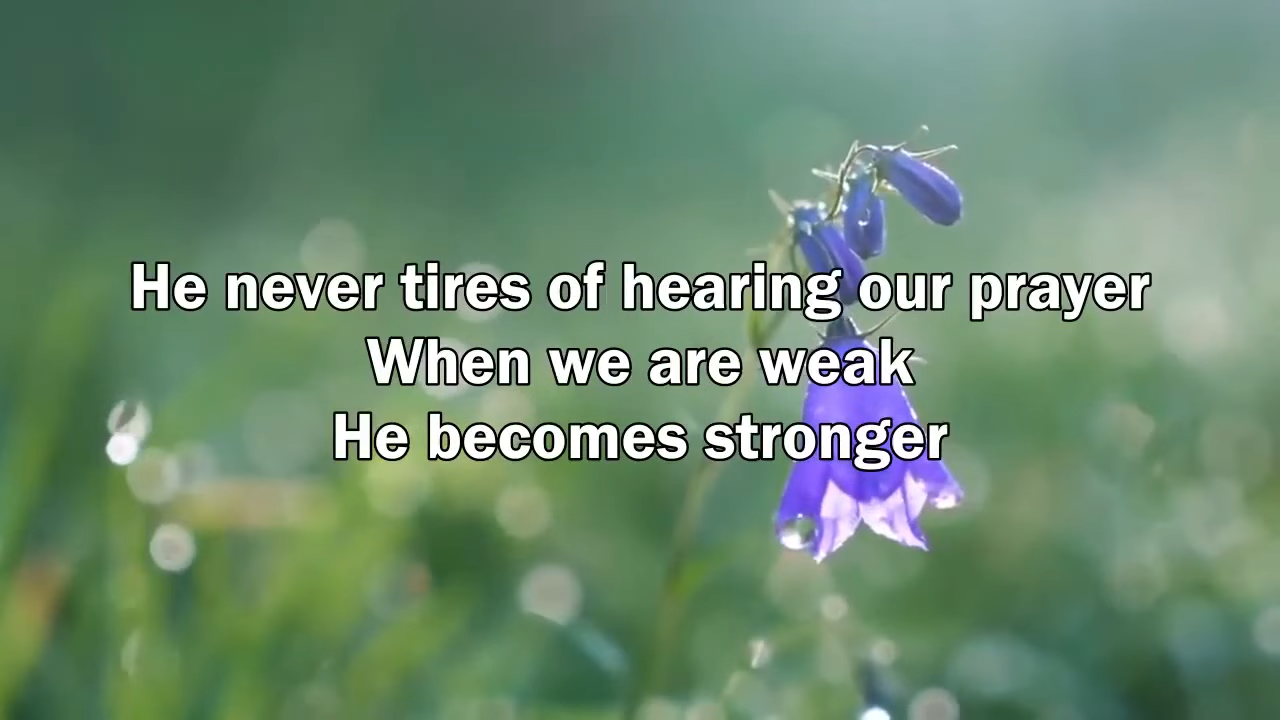 He never tires of hearing our prayer
When we are weak
He becomes stronger